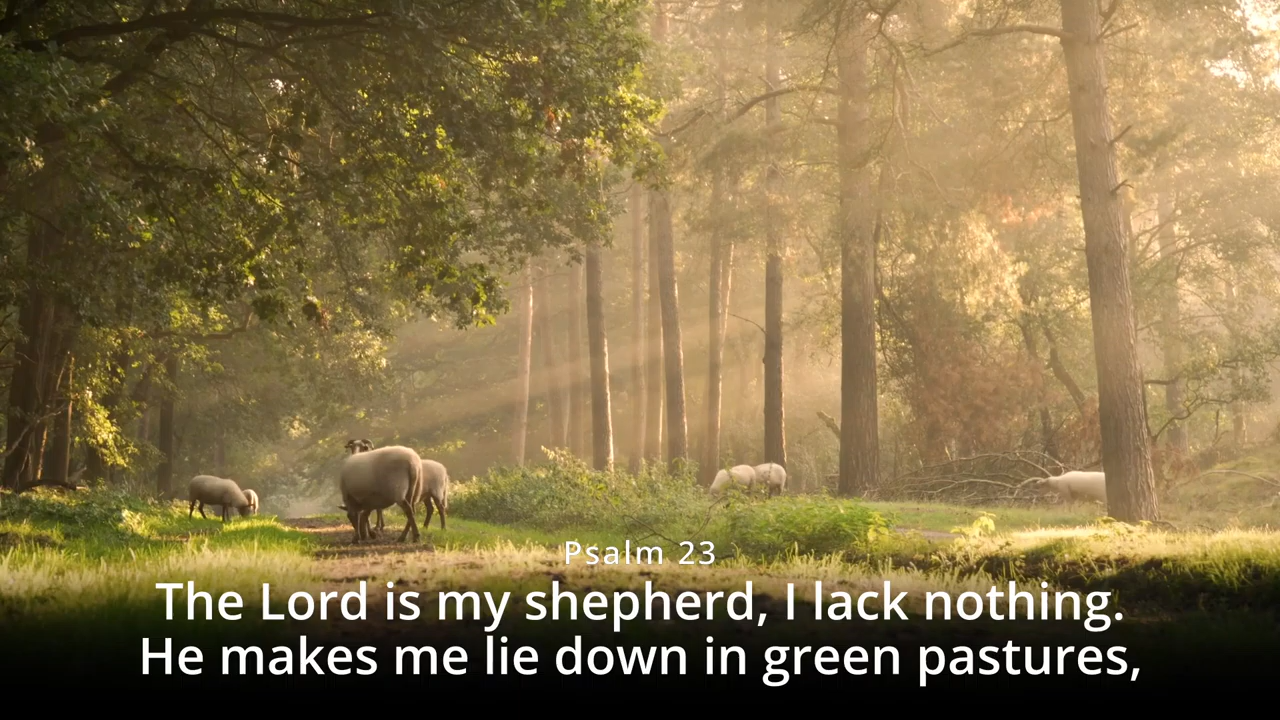 Psalm 23
The Lord is my shepherd, I lack nothing.
He makes me lie down in green pastures,